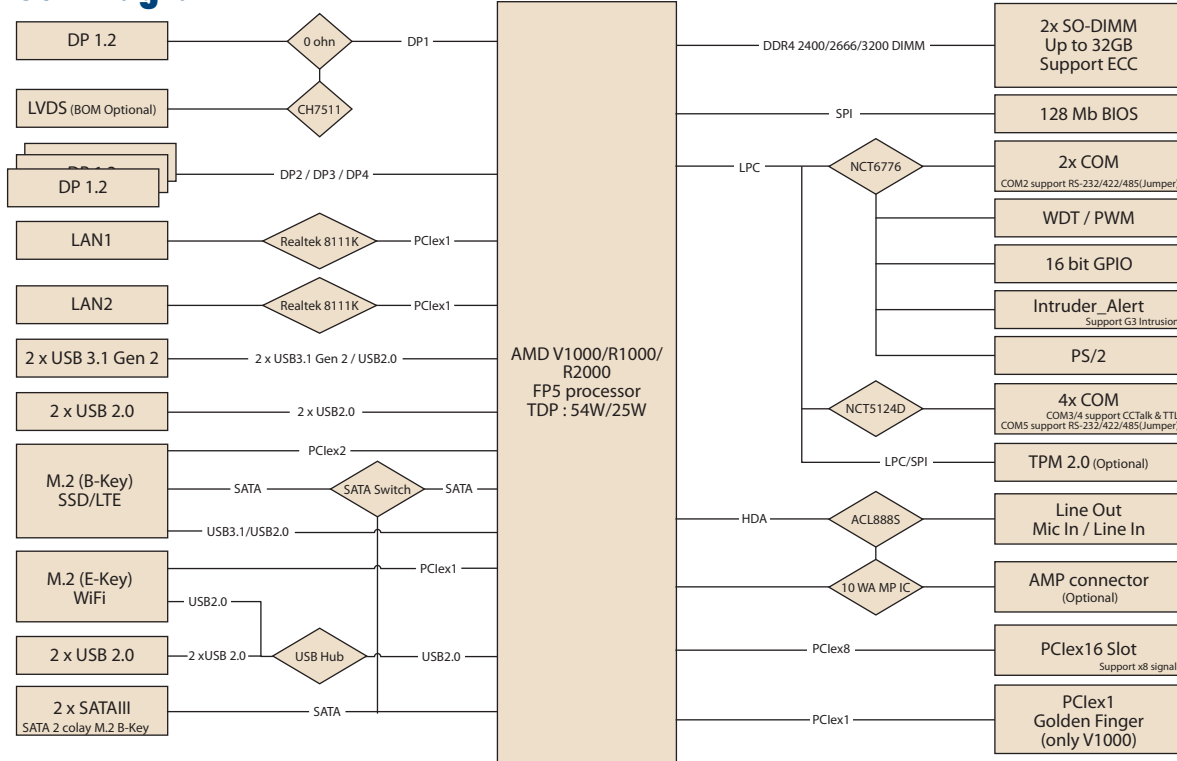 DP 1.2
0 ohn
DP1
LVDS (BOM Optional)
CH7511
DP 1.2
DP2 / DP3 / DP4
LAN1
Realtek 8111K
PCIex1
LAN2
Realtek 8111K
PCIex1
2 x USB 3.1 Gen 2
2 x USB3.1 Gen 2 / USB2.0
2 x USB 2.0
2 x USB2.0
M.2 (B-Key)
SSD/LTE
PCIex2
SATA
SATA Switch
SATA
USB3.1/USB2.0
M.2 (E-Key)
WiFi
PCIex1
USB2.0
2 x USB 2.0
2 xUSB 2.0
USB Hub
USB2.0
2 x SATAIII
SATA 2 colay M.2 B-Key
SATA
AMD V1000/R1000/
R2000
FP5 processor
TDP : 54W/25W
DDR4 2400/2666/3200 DIMM
2x SO-DIMM
Up to 32GB
Support ECC
SPI
128 Mb BIOS
LPC
NCT6776
2x COM
COM2 support RS-232/422/485(Jumper)
WDT / PWM
16 bit GPIO
Intruder_Alert
Support G3 Intrusion
PS/2
NCT5124D
4x COM
COM3/4 support CCTalk & TTL
COM5 support RS-232/422/485(Jumper)
LPC/SPI
TPM 2.0 (Optional)
HDA
ACL888S
Line Out
Mic In / Line In
10 WA MP IC
AMP connector
(Optional)
PCIex8
PCIex16 Slot
Support x8 signal
PCIex1
PCIex1
Golden Finger
(only V1000)